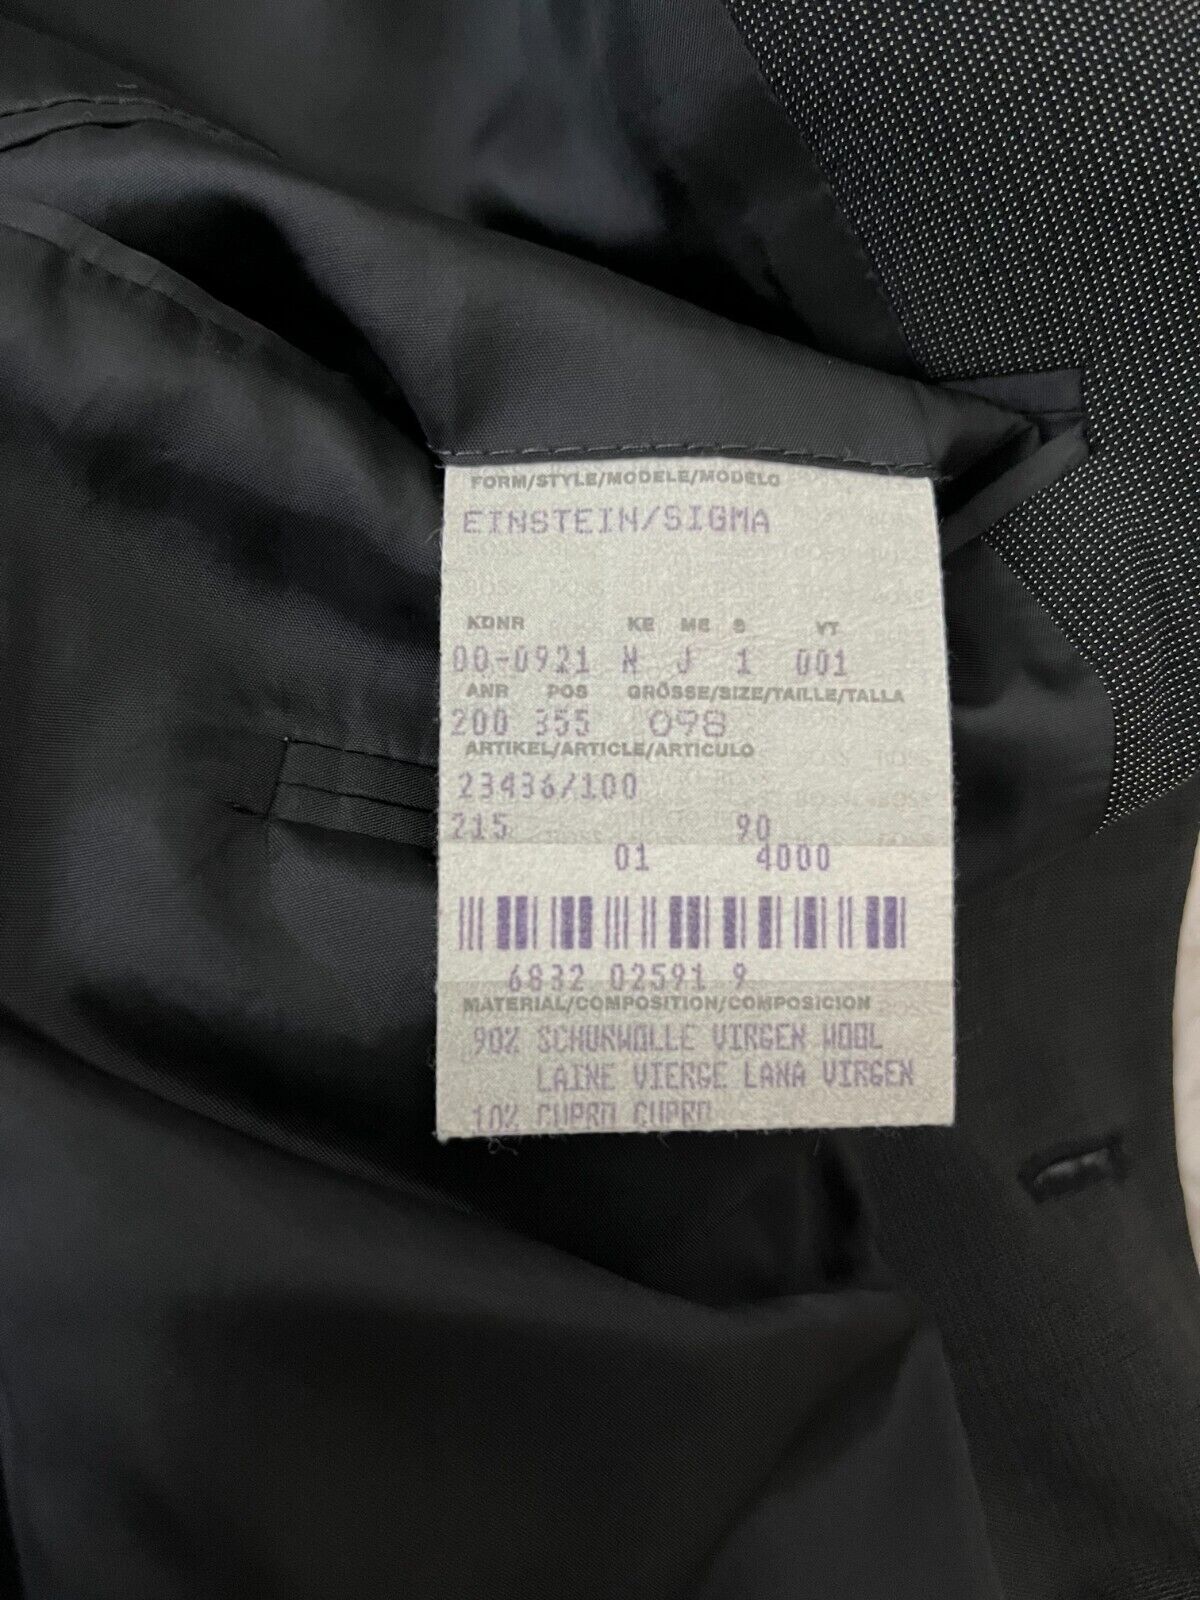 FORM/STYLE/MODELE/MODELO
EINSTEIN/SIGMA
KDNR KE ME S VT
00-0921 N J 1 001
ANR POS GRÖSSE/SIZE/TAILLE/TALLA
200 355 098
ARTIKEL/ARTICLE/ARTICULO
23436/100
215 90
01 4000
6832 02591 9
MATERIAL/COMPOSITION/COMPOSICION
90% SCHURWOLLE VIRGEN WOOL
LAINE VIERGE LANA VIRGEN
10% CUPRO CUPRO